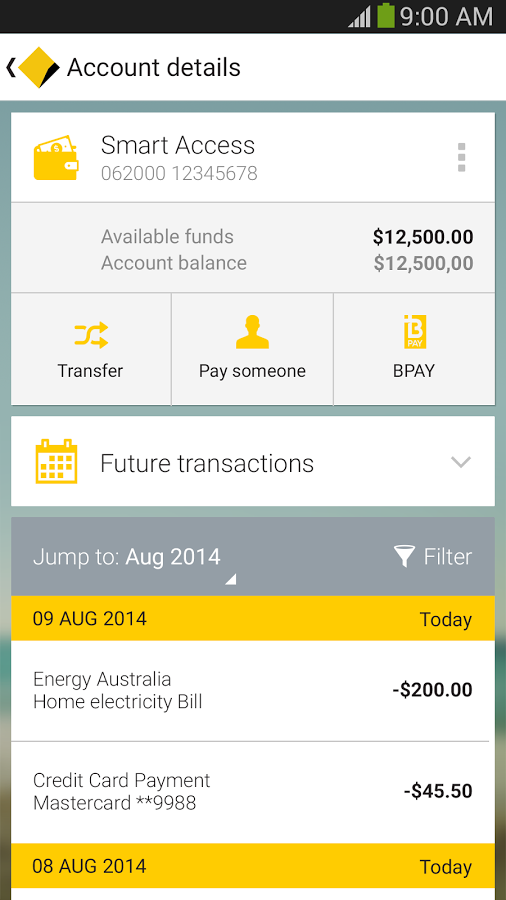 9:00 AM
Account details
Smart Access
062000 12345678
Available funds $12,500.00
Account balance $12,500,00
Transfer Pay someone BPAY
Future transactions
Jump to: Aug 2014 Filter
09 AUG 2014 Today
Energy Australia
Home electricity Bill
-$200.00
Credit Card Payment
Mastercard **9988
-$45.50
08 AUG 2014 Today